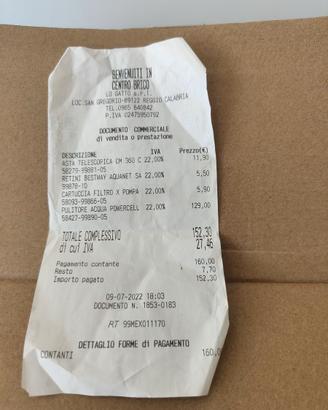 BENVENUTI IN
CENTRO BRICO
LO GATTO s.r.l.
LOC.SAN GREGORIO-89122 REGGIO CALABRIA
TEL.0965 640842
P.IVA 02475950792
DOCUMENTO COMMERCIALE
di vendita o prestazione
DESCRIZIONE IVA Prezzo(€)
ASTA TELESCOPICA CM 360 C 22,00% 11,90
58279-99881-05
RETINI BESTWAY AQUANET SA 22,00% 5,50
99878-10
CARTUCCIA FILTRO X POMPA 22,00% 5,90
58093-99866-05
PULITORE ACQUA POWERCELL 22,00% 129,00
58427-99890-05
TOTALE COMPLESSIVO 152,30
di cui IVA 27,46
Pagamento contante 160,00
Resto 7,70
Importo pagato 152,30
09-07-2022 18:03
DOCUMENTO N. 1853-0183
RT 99MEX011170
DETTAGLIO FORME di PAGAMENTO
CONTANTI 160,0